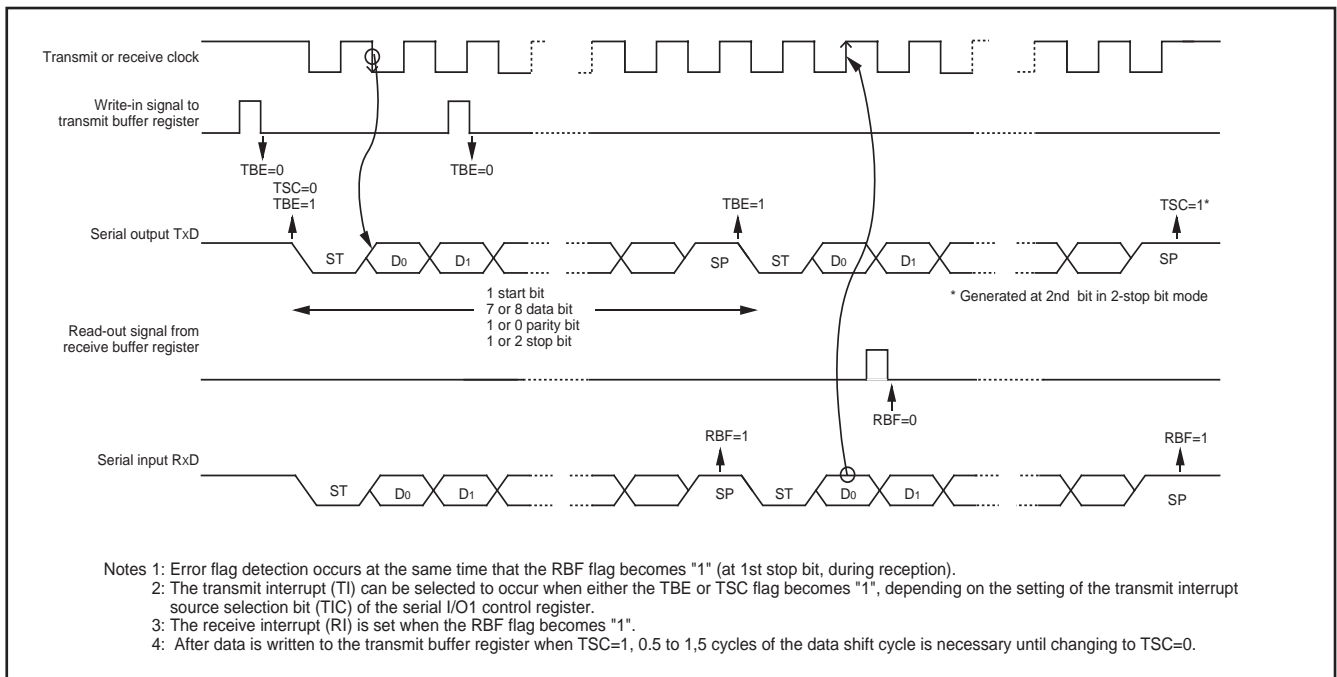 Transmit or receive clock
Write-in signal to
transmit buffer register
TBE=0
TBE=0
TSC=0
TBE=1
TBE=1
TSC=1*
Serial output TxD
ST
D0
D1
SP
ST
D0
D1
SP
1 start bit
7 or 8 data bit
1 or 0 parity bit
1 or 2 stop bit
* Generated at 2nd bit in 2-stop bit mode
Read-out signal from
receive buffer register
RBF=0
RBF=1
RBF=1
Serial input RxD
ST
D0
D1
SP
ST
D0
D1
SP
Notes 1: Error flag detection occurs at the same time that the RBF flag becomes "1" (at 1st stop bit, during reception).
2: The transmit interrupt (TI) can be selected to occur when either the TBE or TSC flag becomes "1", depending on the setting of the transmit interrupt
source selection bit (TIC) of the serial I/O1 control register.
3: The receive interrupt (RI) is set when the RBF flag becomes "1".
4: After data is written to the transmit buffer register when TSC=1, 0.5 to 1,5 cycles of the data shift cycle is necessary until changing to TSC=0.